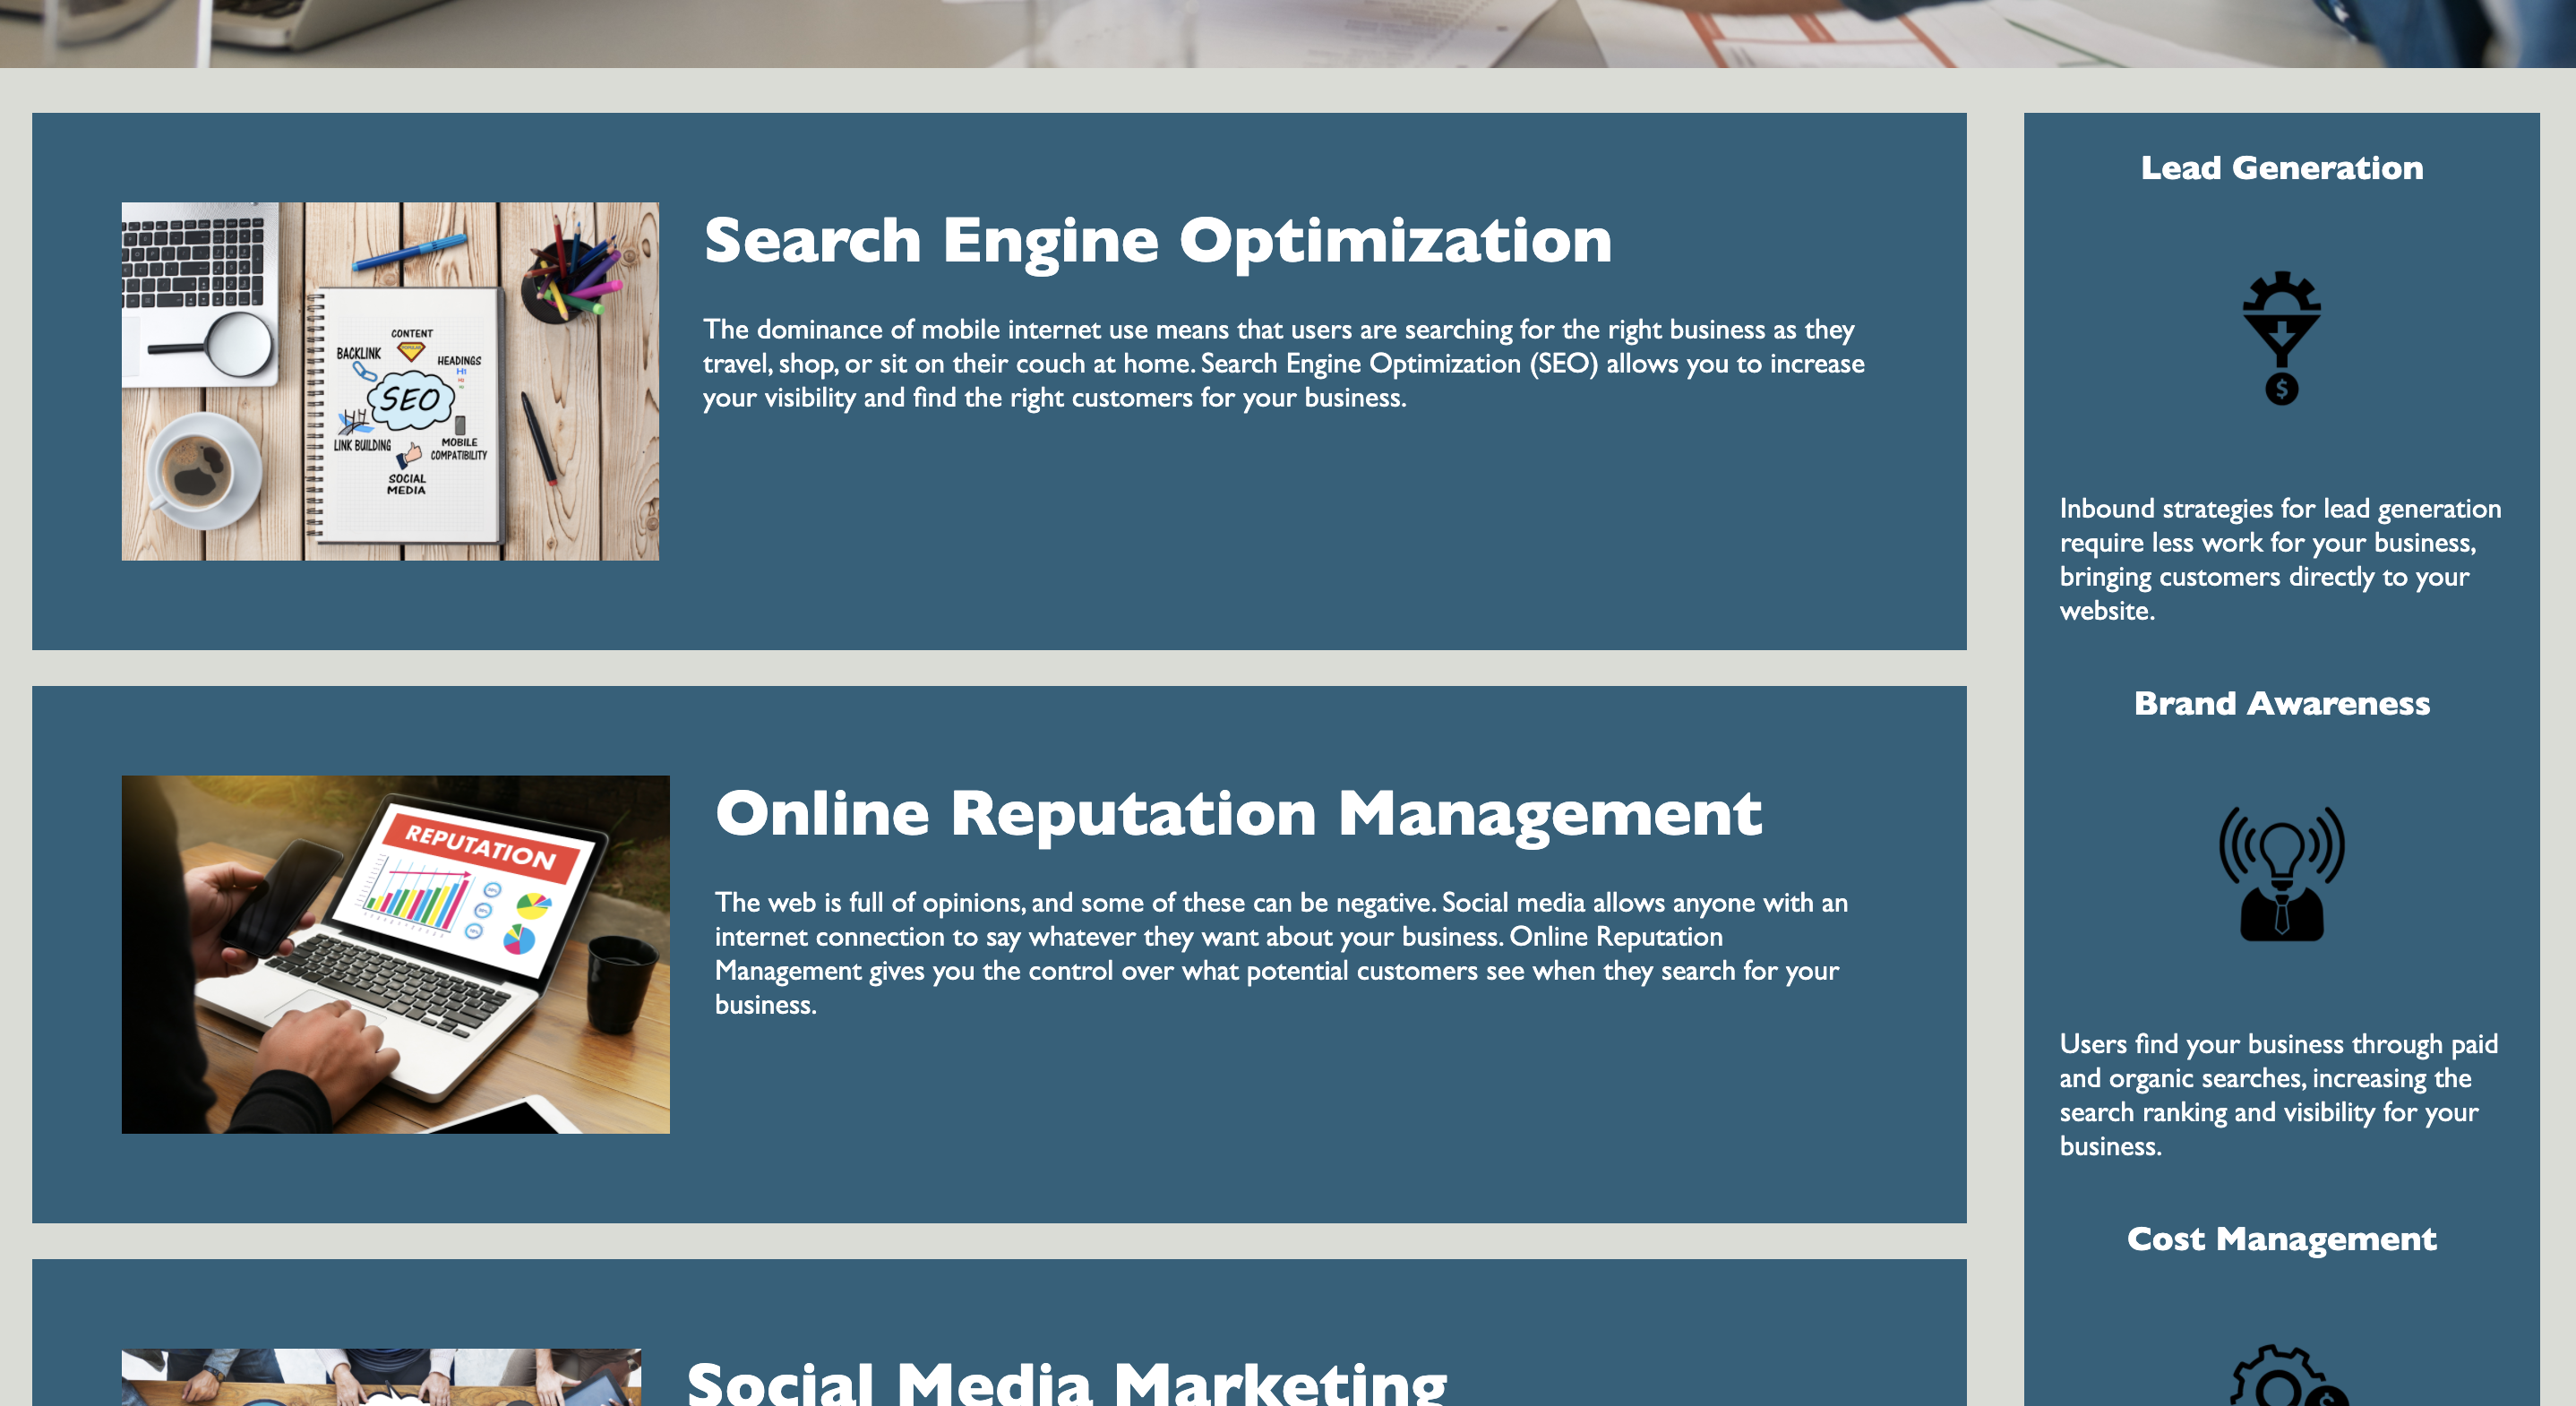 Search Engine Optimization
The dominance of mobile internet use means that users are searching for the right business as they
travel, shop, or sit on their couch at home. Search Engine Optimization (SEO) allows you to increase
your visibility and find the right customers for your business.
CONTENT
BACKLINK
HEADINGS
H1
SEO
LINK BUILDING
MOBILE
COMPATIBILITY
SOCIAL
MEDIA
Online Reputation Management
The web is full of opinions, and some of these can be negative. Social media allows anyone with an
internet connection to say whatever they want about your business. Online Reputation
Management gives you the control over what potential customers see when they search for your
business.
REPUTATION
Social Media Marketing
Lead Generation
$
Inbound strategies for lead generation
require less work for your business,
bringing customers directly to your
website.
Brand Awareness
Users find your business through paid
and organic searches, increasing the
search ranking and visibility for your
business.
Cost Management
$